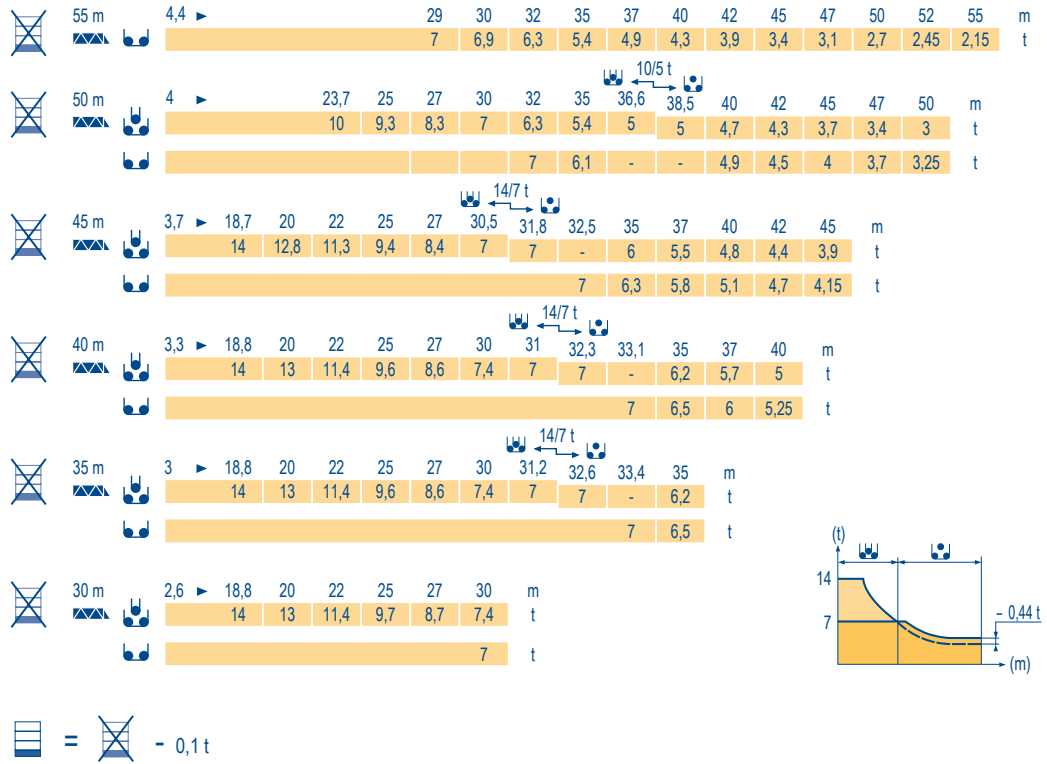 55 m 4,4 ► 29 30 32 35 37 40 42 45 47 50 52 55 m
7 6,9 6,3 5,4 4,9 4,3 3,9 3,4 3,1 2,7 2,45 2,15 t
10/5 t
50 m 4 ► 23,7 25 27 30 32 35 36,6 38,5 40 42 45 47 50 m
10 9,3 8,3 7 6,3 5,4 5 5 4,7 4,3 3,7 3,4 3 t
7 6,1 - - 4,9 4,5 4 3,7 3,25 t
14/7 t
45 m 3,7 ► 18,7 20 22 25 27 30,5 31,8 32,5 35 37 40 42 45 m
14 12,8 11,3 9,4 8,4 7 7 - 6 5,5 4,8 4,4 3,9 t
7 6,3 5,8 5,1 4,7 4,15 t
14/7 t
40 m 3,3 ► 18,8 20 22 25 27 30 31 32,3 33,1 35 37 40 m
14 13 11,4 9,6 8,6 7,4 7 7 - 6,2 5,7 5 t
7 6,5 6 5,25 t
14/7 t
35 m 3 ► 18,8 20 22 25 27 30 31,2 32,6 33,4 35 m
14 13 11,4 9,6 8,6 7,4 7 7 - 6,2 t
7 6,5 t
30 m 2,6 ► 18,8 20 22 25 27 30 m
14 13 11,4 9,7 8,7 7,4 t
7 t
(t)
14
7
- 0,44 t
(m)
= - 0,1 t